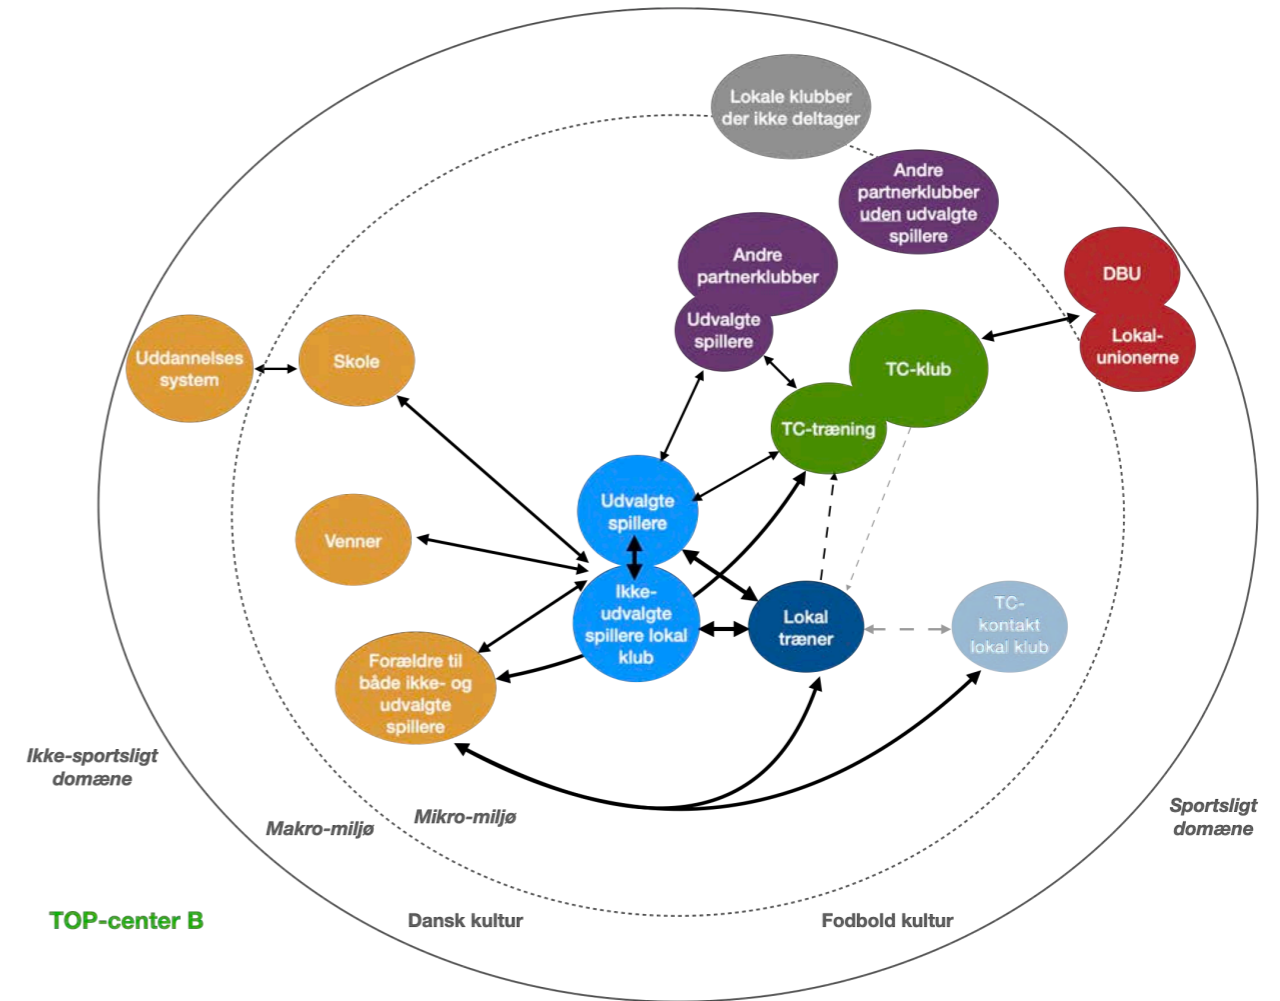 Lokale klubber
der ikke deltager
Andre
partnerklubber
uden udvalgte
spillere
Andre
partnerklubber
Udvalgte
spillere
DBU
Lokal-
unionerne
TC-klub
TC-træning
Uddannelses
system
Skole
Udvalgte
spillere
Venner
Ikke-
udvalgte
spillere lokal
klub
Lokal
træner
TC-
kontakt
lokal klub
Forældre til
både ikke- og
udvalgte
spillere
Ikke-sportsligt
domæne
Makro-miljø
Mikro-miljø
Sportsligt
domæne
TOP-center B
Dansk kultur
Fodbold kultur